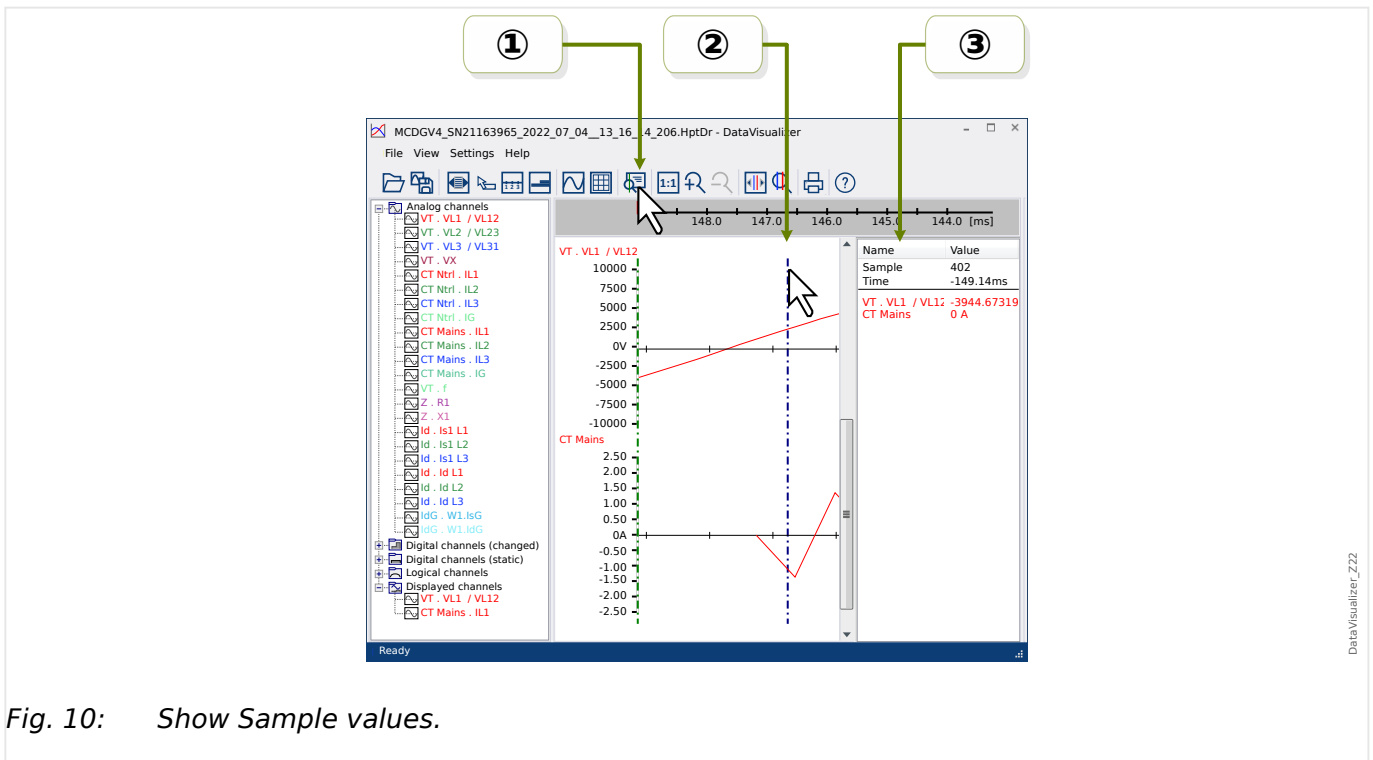 ① ② ③
MCDGV4_SN21163965_2022_07_04__13_16_14_206.HptDr - DataVisualizer
File View Settings Help
1:1
Analog channels
VT . VL1 / VL12
VT . VL2 / VL23
VT . VL3 / VL31
VT . VX
CT Ntrl . IL1
CT Ntrl . IL2
CT Ntrl . IL3
CT Ntrl . IG
CT Mains . IL1
CT Mains . IL2
CT Mains . IL3
CT Mains . IG
VT . f
Z . R1
Z . X1
Id . Is1 L1
Id . Is1 L2
Id . Is1 L3
Id . Id L1
Id . Id L2
Id . Id L3
IdG . W1.IsG
IdG . W1.IdG
Digital channels (changed)
Digital channels (static)
Logical channels
Displayed channels
VT . VL1 / VL12
CT Mains . IL1
148.0 147.0 146.0 145.0 144.0 [ms]
VT . VL1 / VL12
10000
7500
5000
2500
0V
-2500
-5000
-7500
-10000
CT Mains
2.50
2.00
1.50
1.00
0.50
0A
-0.50
-1.00
-1.50
-2.00
-2.50
Name Value
Sample 402
Time -149.14ms
VT . VL1 / VL12 -3944.67319
CT Mains 0 A
Ready
DataVisualizer_Z22
Fig. 10: Show Sample values.